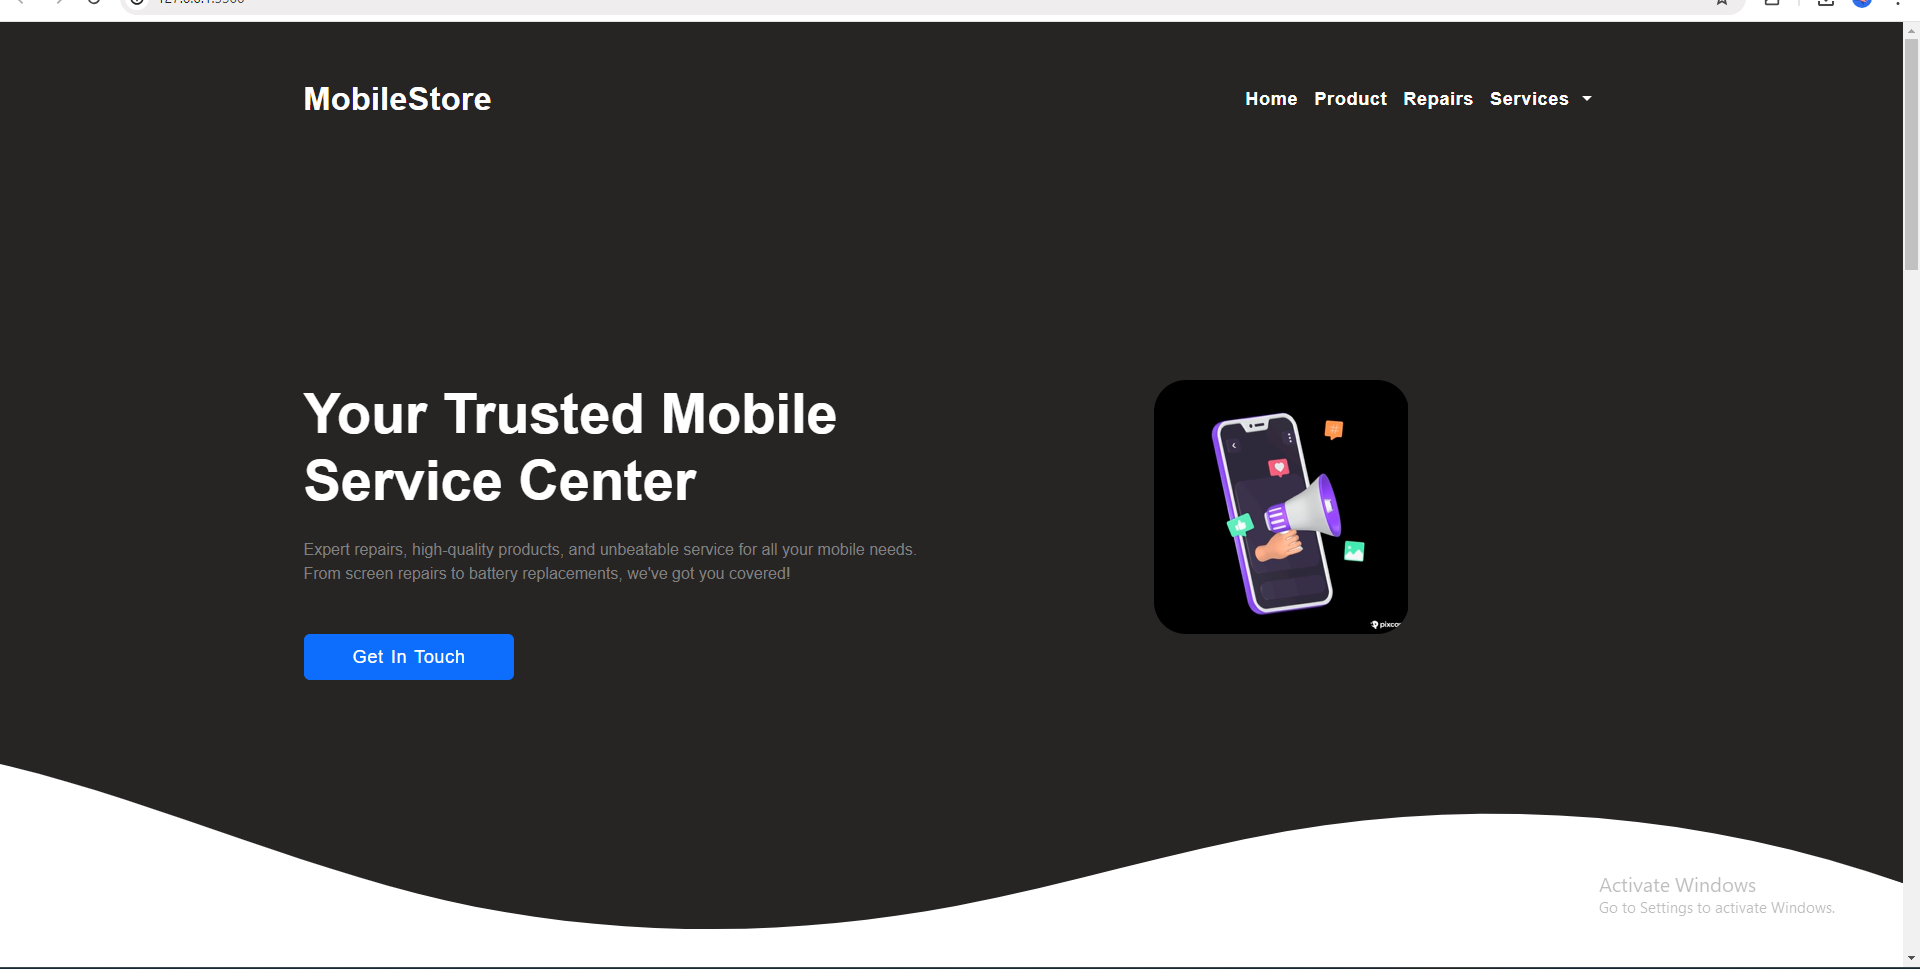 MobileStore
Home Product Repairs Services
Your Trusted Mobile
Service Center
Expert repairs, high-quality products, and unbeatable service for all your mobile needs.
From screen repairs to battery replacements, we've got you covered!
Get In Touch
Activate Windows
Go to Settings to activate Windows.